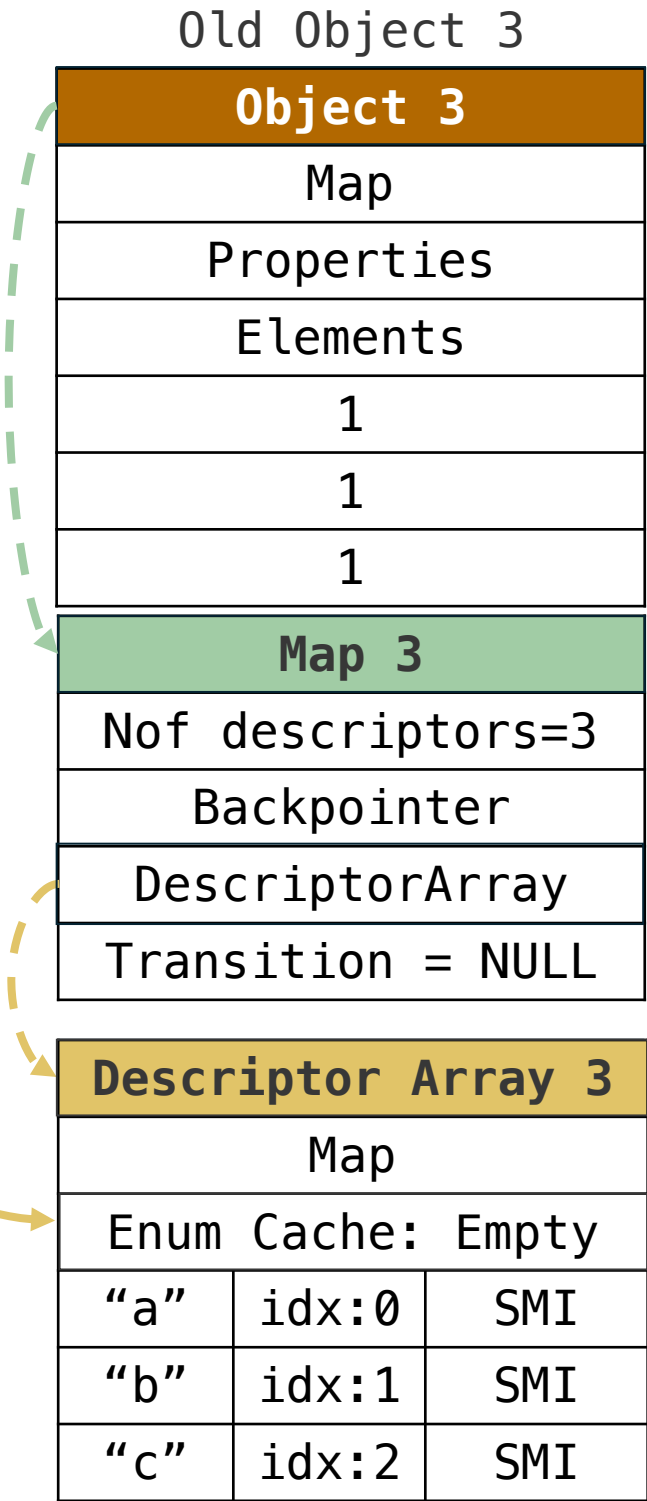 Old Object 3
Object 3
Map
Properties
Elements
1
1
1
Map 3
Nof descriptors=3
Backpointer
DescriptorArray
Transition = NULL
Descriptor Array 3
Map
Enum Cache: Empty
“a” idx:0 SMI
“b” idx:1 SMI
“c” idx:2 SMI